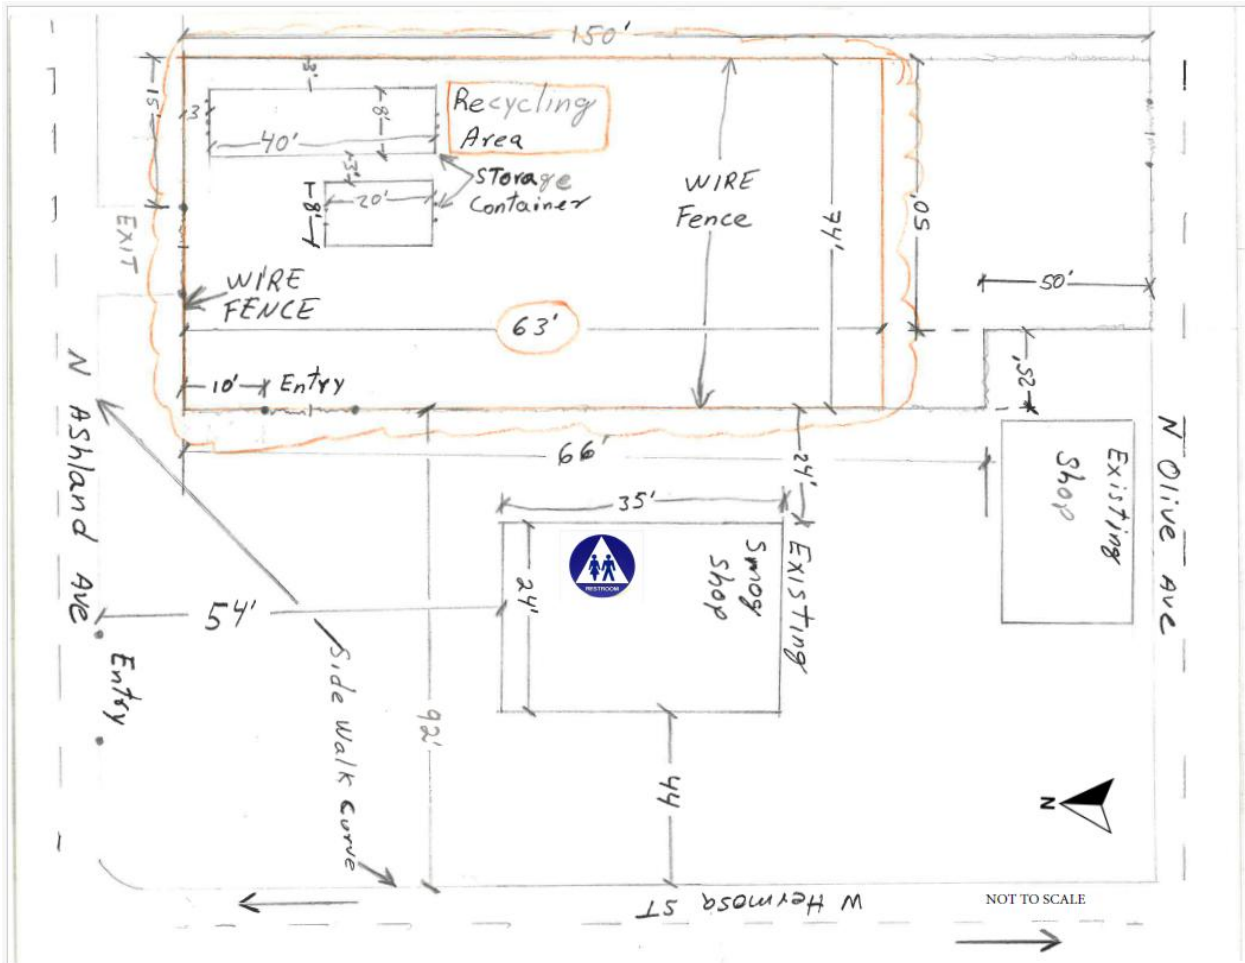 150'
15'
3'
3
8'
40'
Recycling
Area
3'
Storage
Container
20'
8'
EXIT
WIRE
FENCE
WIRE
Fence
74'
50'
50'
63'
10'
Entry
25'
66'
24'
N Ashland Ave
Entry
35'
24'
RESTROOM
Smog
Shop
Existing
54'
Side Walk Curve
92'
44
Existing
Shop
N Olive Ave
N
W Hermosa ST
NOT TO SCALE